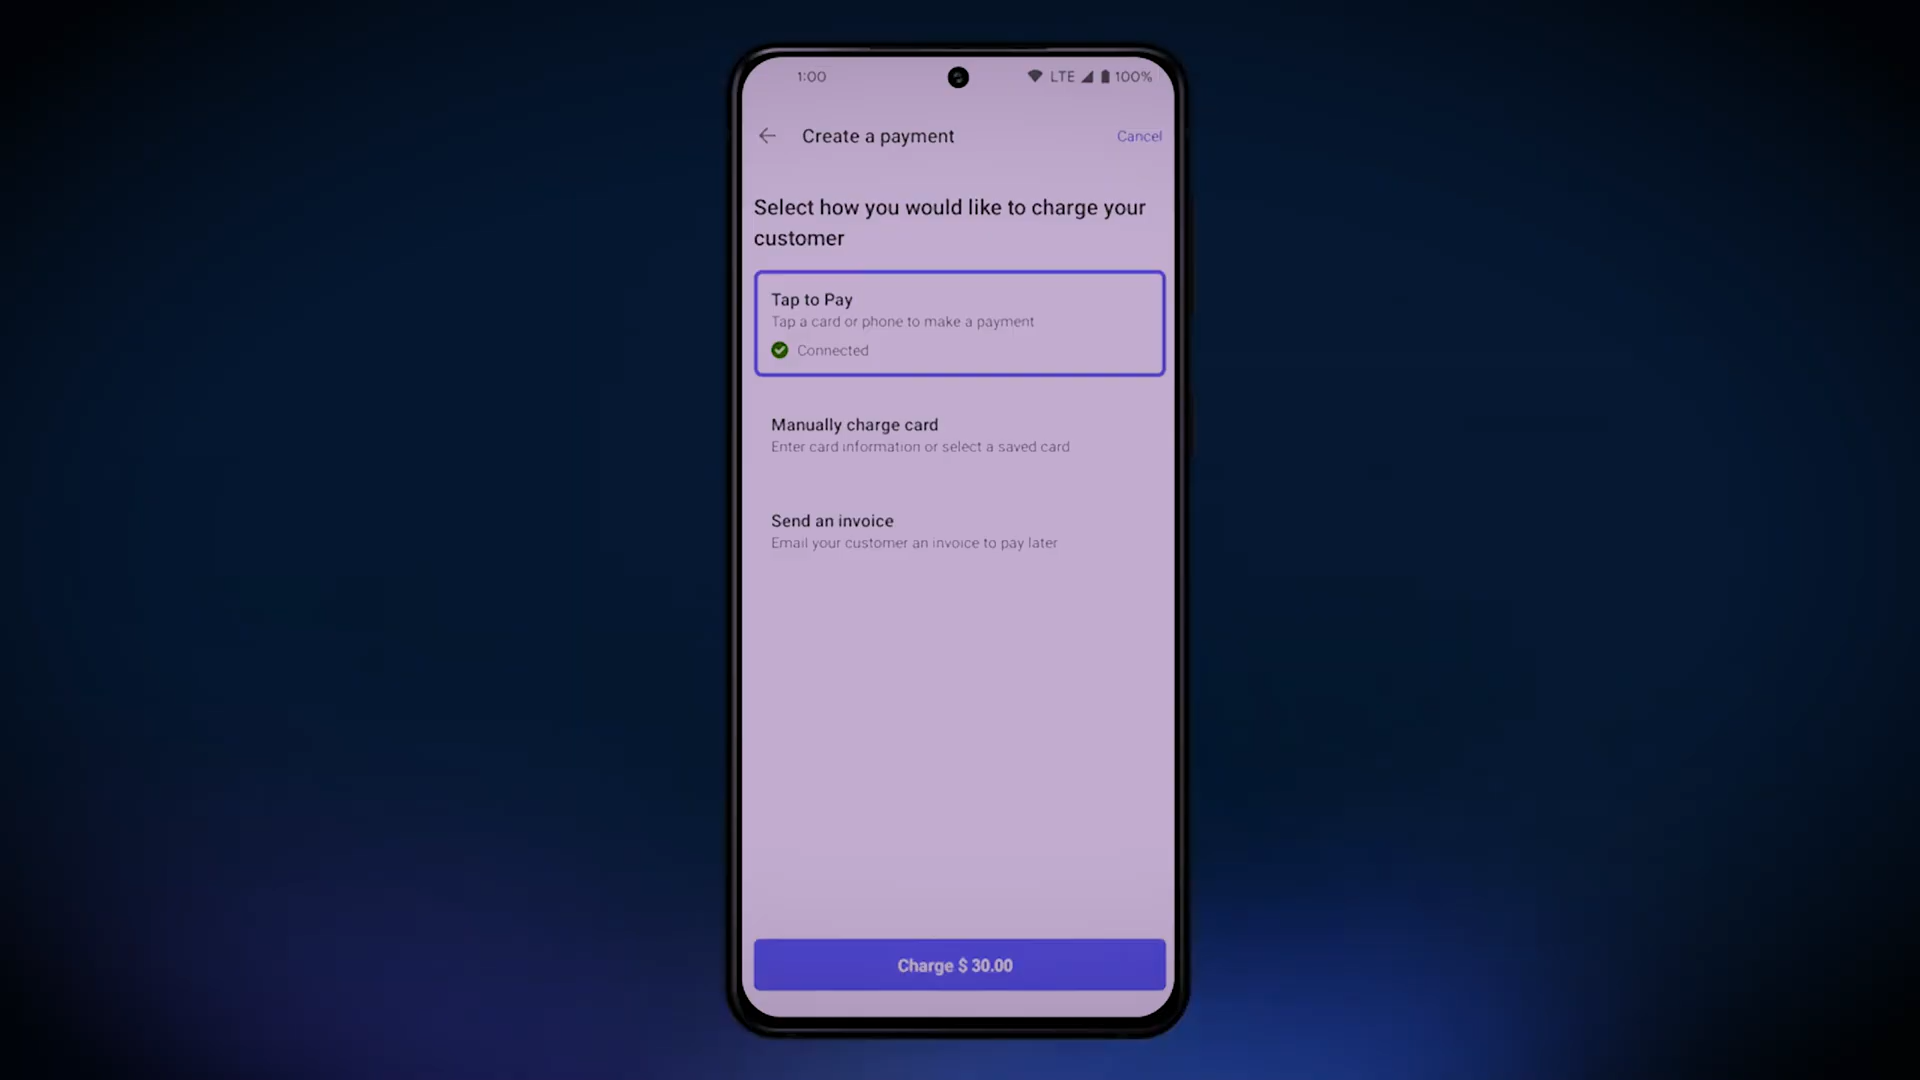 1:00
LTE
100%
Create a payment
Cancel
Select how you would like to charge your
customer
Tap to Pay
Tap a card or phone to make a payment
Connected
Manually charge card
Enter card information or select a saved card
Send an invoice
Email your customer an invoice to pay later
Charge $ 30.00